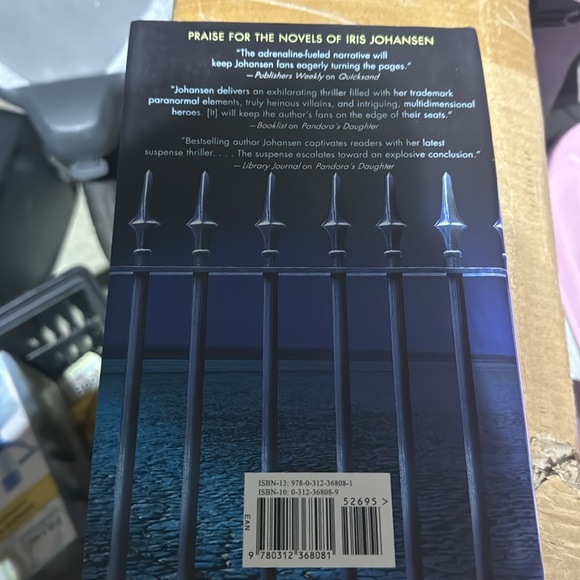 PRAISE FOR THE NOVELS OF IRIS JOHANSEN
"The adrenaline-fueled narrative will
keep Johansen fans eagerly turning the pages."
—Publishers Weekly on Quicksand
"Johansen delivers an exhilarating thriller filled with her trademark
paranormal elements, truly heinous villains, and intriguing, multidimensional
heroes. [It] will keep the author's fans on the edge of their seats."
—Booklist on Pandora's Daughter
"Bestselling author Johansen captivates readers with her latest
suspense thriller. . . . The suspense escalates toward an explosive conclusion."
—Library Journal on Pandora's Daughter
ISBN-13: 978-0-312-36808-1
ISBN-10: 0-312-36808-9
52695 >
EAN
9 780312 368081